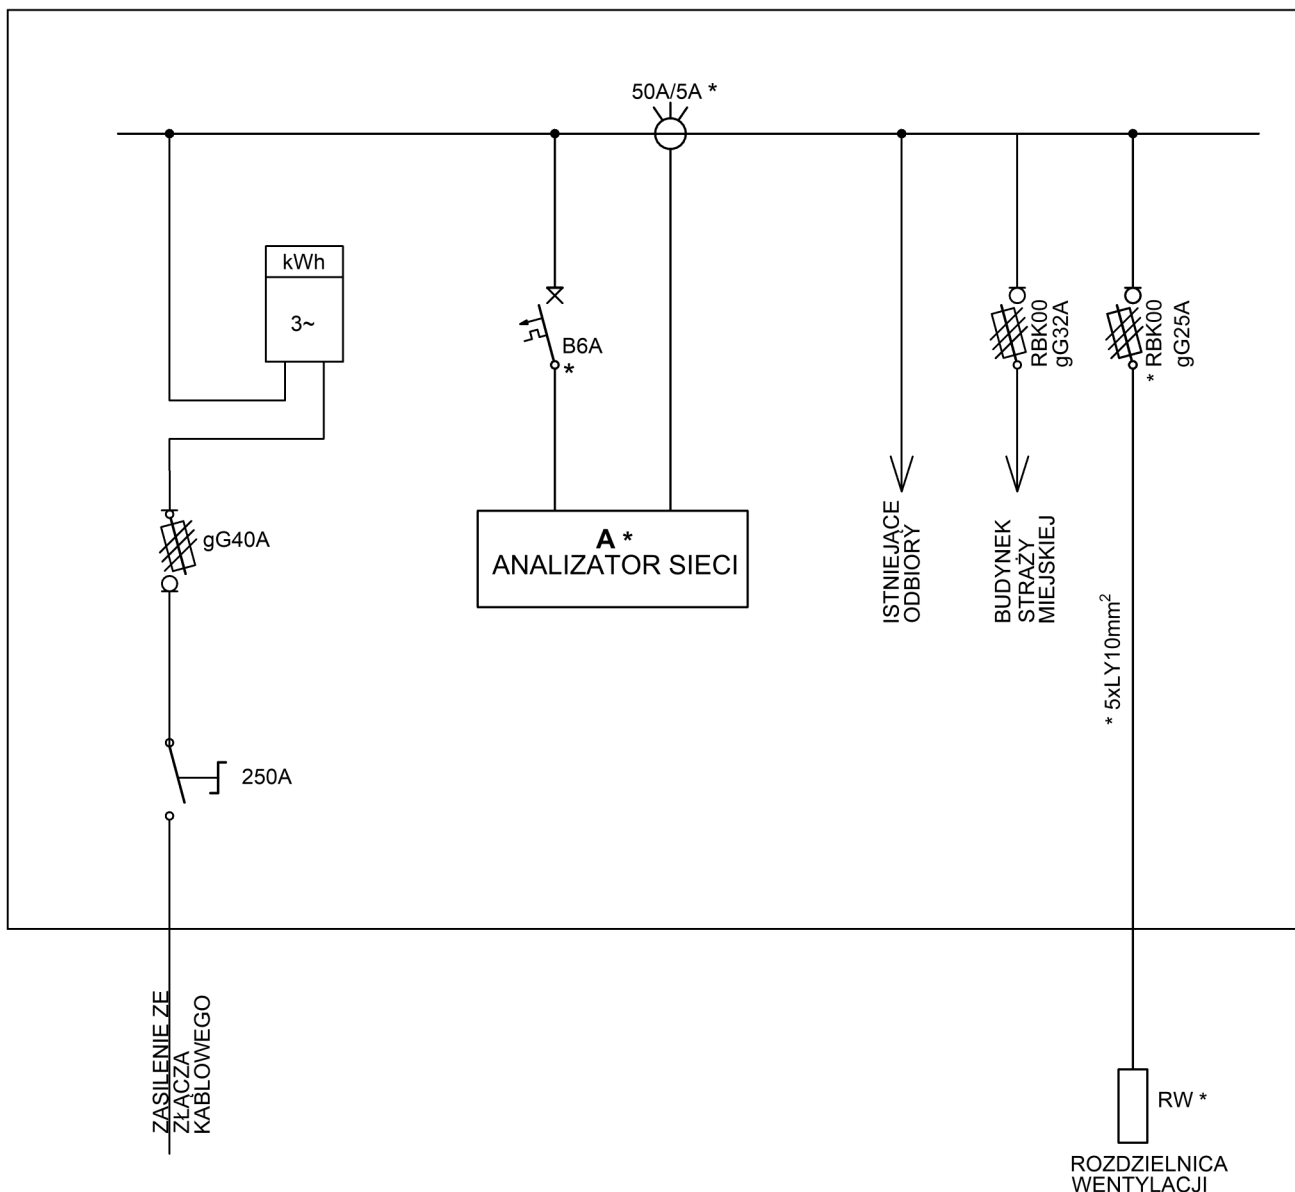 50A/5A *
kWh
3~
B6A
*
RBK00
gG32A
* RBK00
gG25A
gG40A
A *
ANALIZATOR SIECI
ISTNIEJĄCE
ODBIORY
BUDYNEK
STRAŻY
MIEJSKIEJ
* 5xLY10mm²
250A
ZASILENIE ZE
ZŁĄCZA
KABLOWEGO
RW *
ROZDZIELNICA
WENTYLACJI